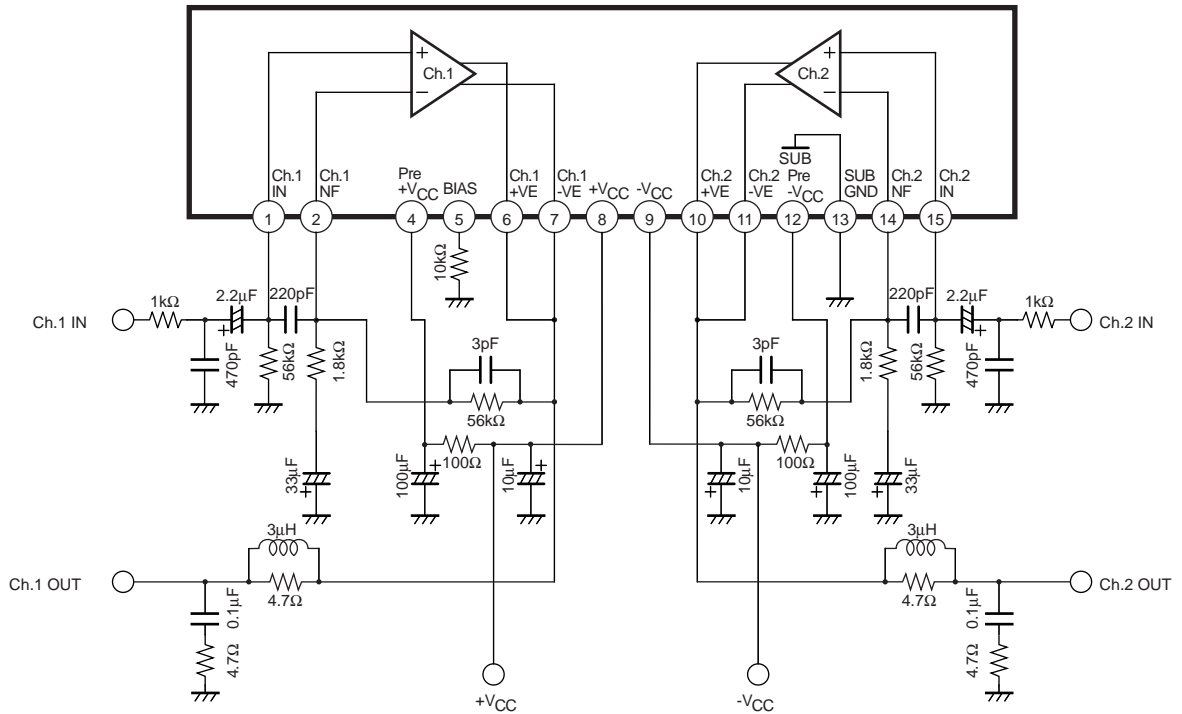 +
−
Ch.1
Ch.2
+
−
SUB
Ch.1
IN
Ch.1
NF
Pre
+VCC
BIAS
Ch.1
+VE
Ch.1
-VE
+VCC
-VCC
Ch.2
+VE
Ch.2
-VE
Pre
-VCC
SUB
GND
Ch.2
NF
Ch.2
IN
1
2
4
5
6
7
8
9
10
11
12
13
14
15
10kΩ
Ch.1 IN
1kΩ
2.2μF
+
220pF
470pF
56kΩ
1.8kΩ
3pF
56kΩ
3pF
56kΩ
1.8kΩ
220pF
56kΩ
2.2μF
+
470pF
1kΩ
Ch.2 IN
33μF
+
100μF
+
100Ω
10μF
+
10μF
+
100Ω
100μF
+
33μF
+
Ch.1 OUT
3μH
4.7Ω
0.1μF
4.7Ω
3μH
4.7Ω
0.1μF
4.7Ω
Ch.2 OUT
+VCC
-VCC